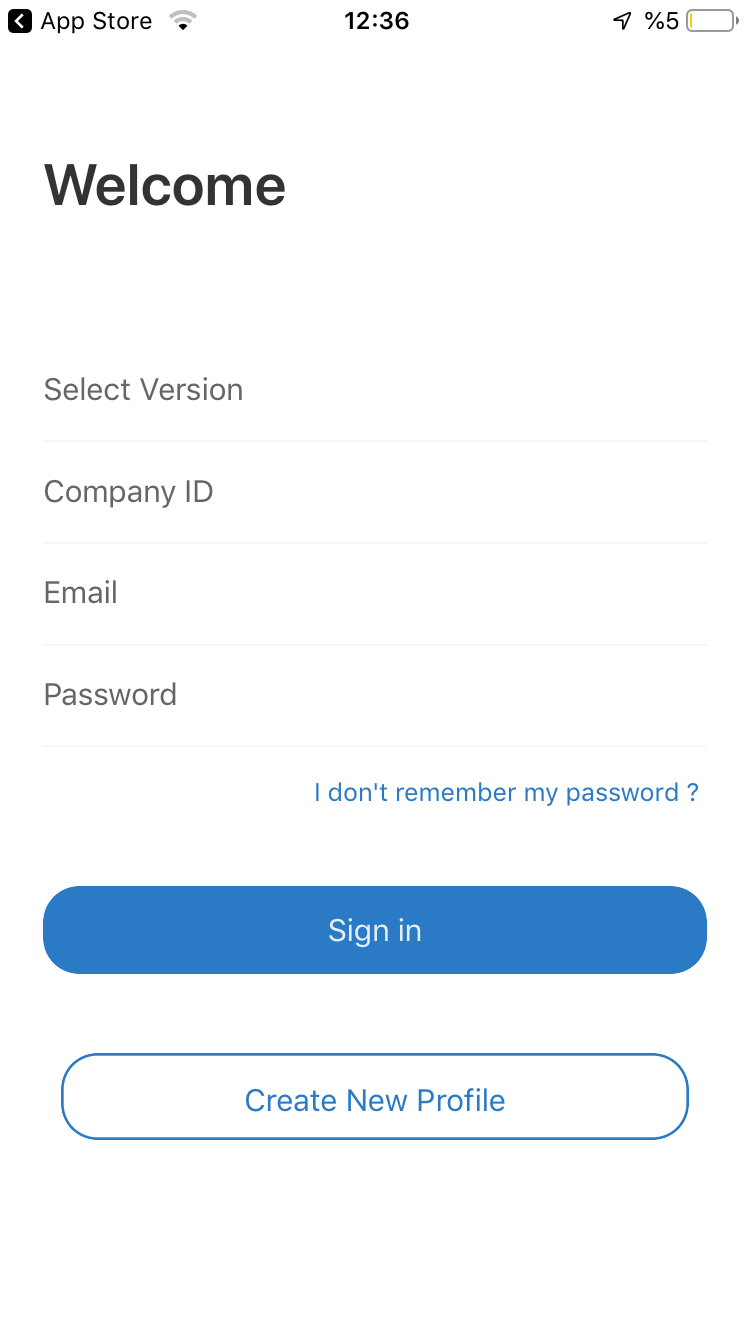 App Store 12:36 %5
Welcome
Select Version
Company ID
Email
Password
I don't remember my password ?
Sign in
Create New Profile